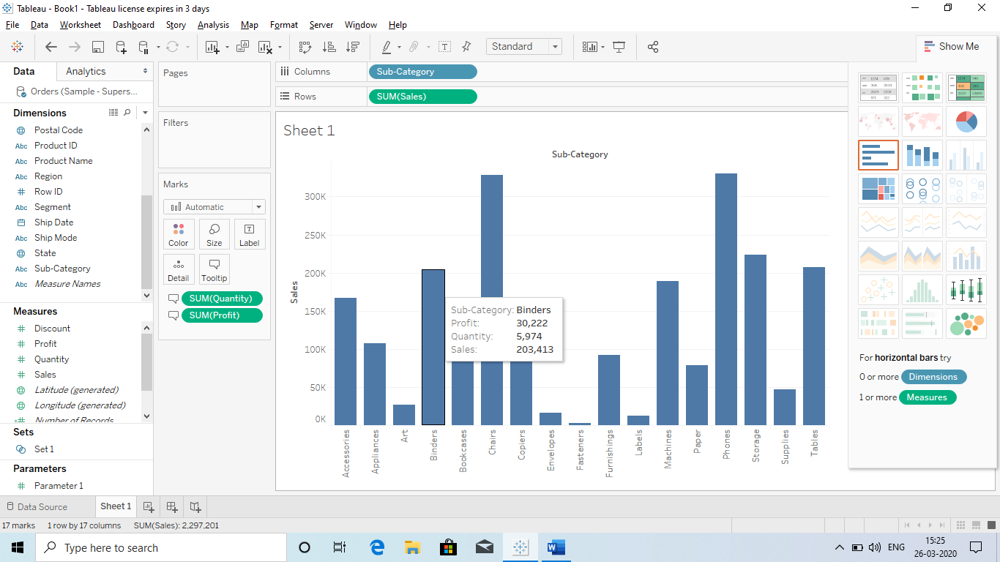 Tableau - Book1 - Tableau license expires in 3 days
File Data Worksheet Dashboard Story Analysis Map Format Server Window Help
Standard
Show Me
Data Analytics
Orders (Sample - Supers...
Dimensions
Postal Code
Abc Product ID
Abc Product Name
Abc Region
# Row ID
Abc Segment
Ship Date
Abc Ship Mode
State
Abc Sub-Category
Abc Measure Names
Measures
# Discount
# Profit
# Quantity
# Sales
Latitude (generated)
Longitude (generated)
Number of Records
Sets
Set 1
Parameters
# Parameter 1
Pages
Filters
Marks
Automatic
Color Size Label
Detail Tooltip
SUM(Quantity)
SUM(Profit)
Columns Sub-Category
Rows SUM(Sales)
Sheet 1
Sub-Category
Sales
300K
250K
200K
150K
100K
50K
0K
Sub-Category: Binders
Profit: 30,222
Quantity: 5,974
Sales: 203,413
Accessories
Appliances
Art
Binders
Bookcases
Chairs
Copiers
Envelopes
Fasteners
Furnishings
Labels
Machines
Paper
Phones
Storage
Supplies
Tables
For horizontal bars try
0 or more Dimensions
1 or more Measures
Data Source Sheet 1
17 marks 1 row by 17 columns SUM(Sales): 2,297,201
Type here to search
ENG
15:25
26-03-2020